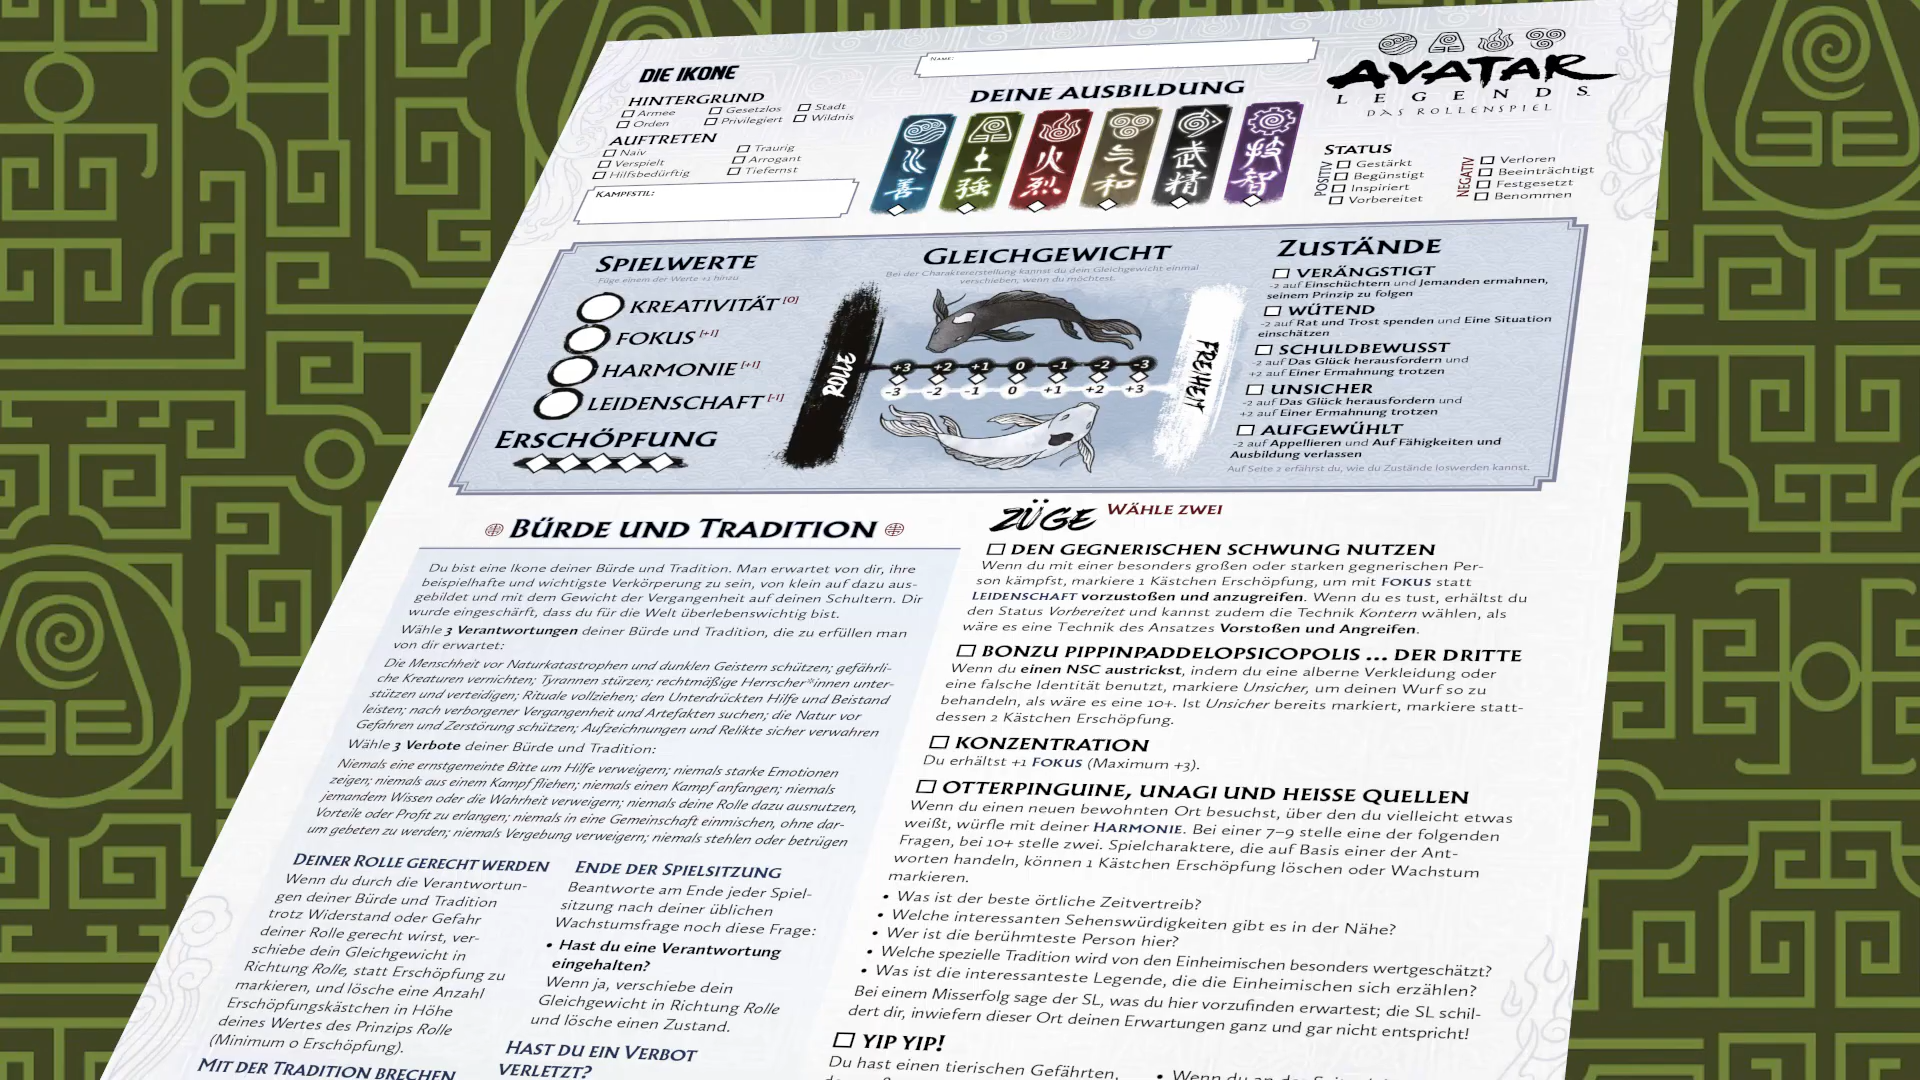 DIE IKONE
NAME:
AVATAR
LEGENDS
DAS ROLLENSPIEL
HINTERGRUND
Armee
Gesetzlos
Stadt
Orden
Privilegiert
Wildnis
AUFTRETEN
Naiv
Traurig
Verspielt
Arrogant
Hilfsbedürftig
Tiefernst
KAMPFSTIL:
DEINE AUSBILDUNG
水善
土強
火烈
气和
武精
技智
STATUS
POSITIV
Gestärkt
Begünstigt
Inspiriert
Vorbereitet
NEGATIV
Verloren
Beeinträchtigt
Festgesetzt
Benommen
SPIELWERTE
Füge einem der Werte +1 hinzu
KREATIVITÄT [0]
FOKUS [+1]
HARMONIE [+1]
LEIDENSCHAFT [-1]
ERSCHÖPFUNG
GLEICHGEWICHT
Bei der Charaktererstellung kannst du dein Gleichgewicht einmal
verschieben, wenn du möchtest.
ROLLE
FREIHEIT
+3 +2 +1 0 -1 -2 -3
-3 -2 -1 0 +1 +2 +3
ZUSTÄNDE
VERÄNGSTIGT
-2 auf Einschüchtern und Jemanden ermahnen,
seinem Prinzip zu folgen
WÜTEND
-2 auf Rat und Trost spenden und Eine Situation
einschätzen
SCHULDBEWUSST
-2 auf Das Glück herausfordern und
+2 auf Einer Ermahnung trotzen
UNSICHER
-2 auf Das Glück herausfordern und
+2 auf Einer Ermahnung trotzen
AUFGEWÜHLT
-2 auf Appellieren und Auf Fähigkeiten und
Ausbildung verlassen
Auf Seite 2 erfährst du, wie du Zustände loswerden kannst.
BÜRDE UND TRADITION
Du bist eine Ikone deiner Bürde und Tradition. Man erwartet von dir, ihre
beispielhafte und wichtigste Verkörperung zu sein, von klein auf dazu aus-
gebildet und mit dem Gewicht der Vergangenheit auf deinen Schultern. Dir
wurde eingeschärft, dass du für die Welt überlebenswichtig bist.
Wähle 3 Verantwortungen deiner Bürde und Tradition, die zu erfüllen man
von dir erwartet:
Die Menschheit vor Naturkatastrophen und dunklen Geistern schützen; gefährli-
che Kreaturen vernichten; Tyrannen stürzen; rechtmäßige Herrscher*innen unter-
stützen und verteidigen; Rituale vollziehen; den Unterdrückten Hilfe und Beistand
leisten; nach verborgener Vergangenheit und Artefakten suchen; die Natur vor
Gefahren und Zerstörung schützen; Aufzeichnungen und Relikte sicher verwahren
Wähle 3 Verbote deiner Bürde und Tradition:
Niemals eine ernstgemeinte Bitte um Hilfe verweigern; niemals starke Emotionen
zeigen; niemals aus einem Kampf fliehen; niemals einen Kampf anfangen; niemals
jemandem Wissen oder die Wahrheit verweigern; niemals deine Rolle dazu ausnutzen,
Vorteile oder Profit zu erlangen; niemals in eine Gemeinschaft einmischen, ohne dar-
um gebeten zu werden; niemals Vergebung verweigern; niemals stehlen oder betrügen
DEINER ROLLE GERECHT WERDEN
Wenn du durch die Verantwortun-
gen deiner Bürde und Tradition
trotz Widerstand oder Gefahr
deiner Rolle gerecht wirst, ver-
schiebe dein Gleichgewicht in
Richtung Rolle, statt Erschöpfung zu
markieren, und lösche eine Anzahl
Erschöpfungskästchen in Höhe
deines Wertes des Prinzips Rolle
(Minimum 0 Erschöpfung).
MIT DER TRADITION BRECHEN
ENDE DER SPIELSITZUNG
Beantworte am Ende jeder Spiel-
sitzung nach deiner üblichen
Wachstumsfrage noch diese Frage:
• Hast du eine Verantwortung
eingehalten?
Wenn ja, verschiebe dein
Gleichgewicht in Richtung Rolle
und lösche einen Zustand.
HAST DU EIN VERBOT
VERLETZT?
ZÜGE WÄHLE ZWEI
DEN GEGNERISCHEN SCHWUNG NUTZEN
Wenn du mit einer besonders großen oder starken gegnerischen Per-
son kämpfst, markiere 1 Kästchen Erschöpfung, um mit FOKUS statt
LEIDENSCHAFT vorzustoßen und anzugreifen. Wenn du es tust, erhältst du
den Status Vorbereitet und kannst zudem die Technik Kontern wählen, als
wäre es eine Technik des Ansatzes Vorstoßen und Angreifen.
BONZU PIPPINPADDELOPSICOPOLIS ... DER DRITTE
Wenn du einen NSC austrickst, indem du eine alberne Verkleidung oder
eine falsche Identität benutzt, markiere Unsicher, um deinen Wurf so zu
behandeln, als wäre es eine 10+. Ist Unsicher bereits markiert, markiere statt-
dessen 2 Kästchen Erschöpfung.
KONZENTRATION
Du erhältst +1 FOKUS (Maximum +3).
OTTERPINGUINE, UNAGI UND HEISSE QUELLEN
Wenn du einen neuen bewohnten Ort besuchst, über den du vielleicht etwas
weißt, würfle mit deiner HARMONIE. Bei einer 7–9 stelle eine der folgenden
Fragen, bei 10+ stelle zwei. Spielcharaktere, die auf Basis einer der Ant-
worten handeln, können 1 Kästchen Erschöpfung löschen oder Wachstum
markieren.
• Was ist der beste örtliche Zeitvertreib?
• Welche interessanten Sehenswürdigkeiten gibt es in der Nähe?
• Wer ist die berühmteste Person hier?
• Welche spezielle Tradition wird von den Einheimischen besonders wertgeschätzt?
• Was ist die interessanteste Legende, die die Einheimischen sich erzählen?
Bei einem Misserfolg sage der SL, was du hier vorzufinden erwartest; die SL schil-
dert dir, inwiefern dieser Ort deinen Erwartungen ganz und gar nicht entspricht!
YIP YIP!
Du hast einen tierischen Gefährten,